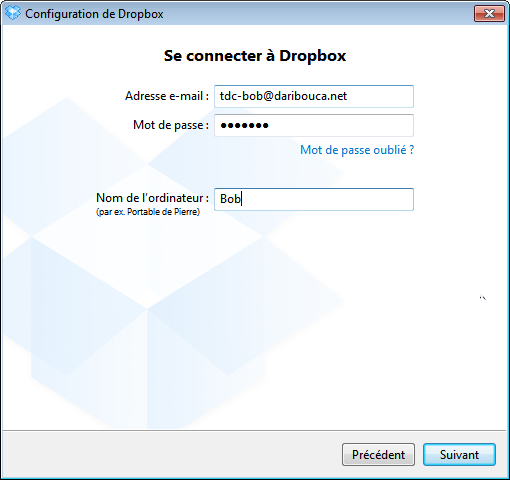 Configuration de Dropbox
Se connecter à Dropbox
Adresse e-mail : tdc-bob@daribouca.net
Mot de passe : ●●●●●●●
Mot de passe oublié ?
Nom de l'ordinateur : Bob
(par ex. Portable de Pierre)
Précédent Suivant